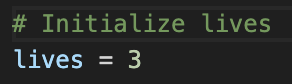 # Initialize lives
lives = 3